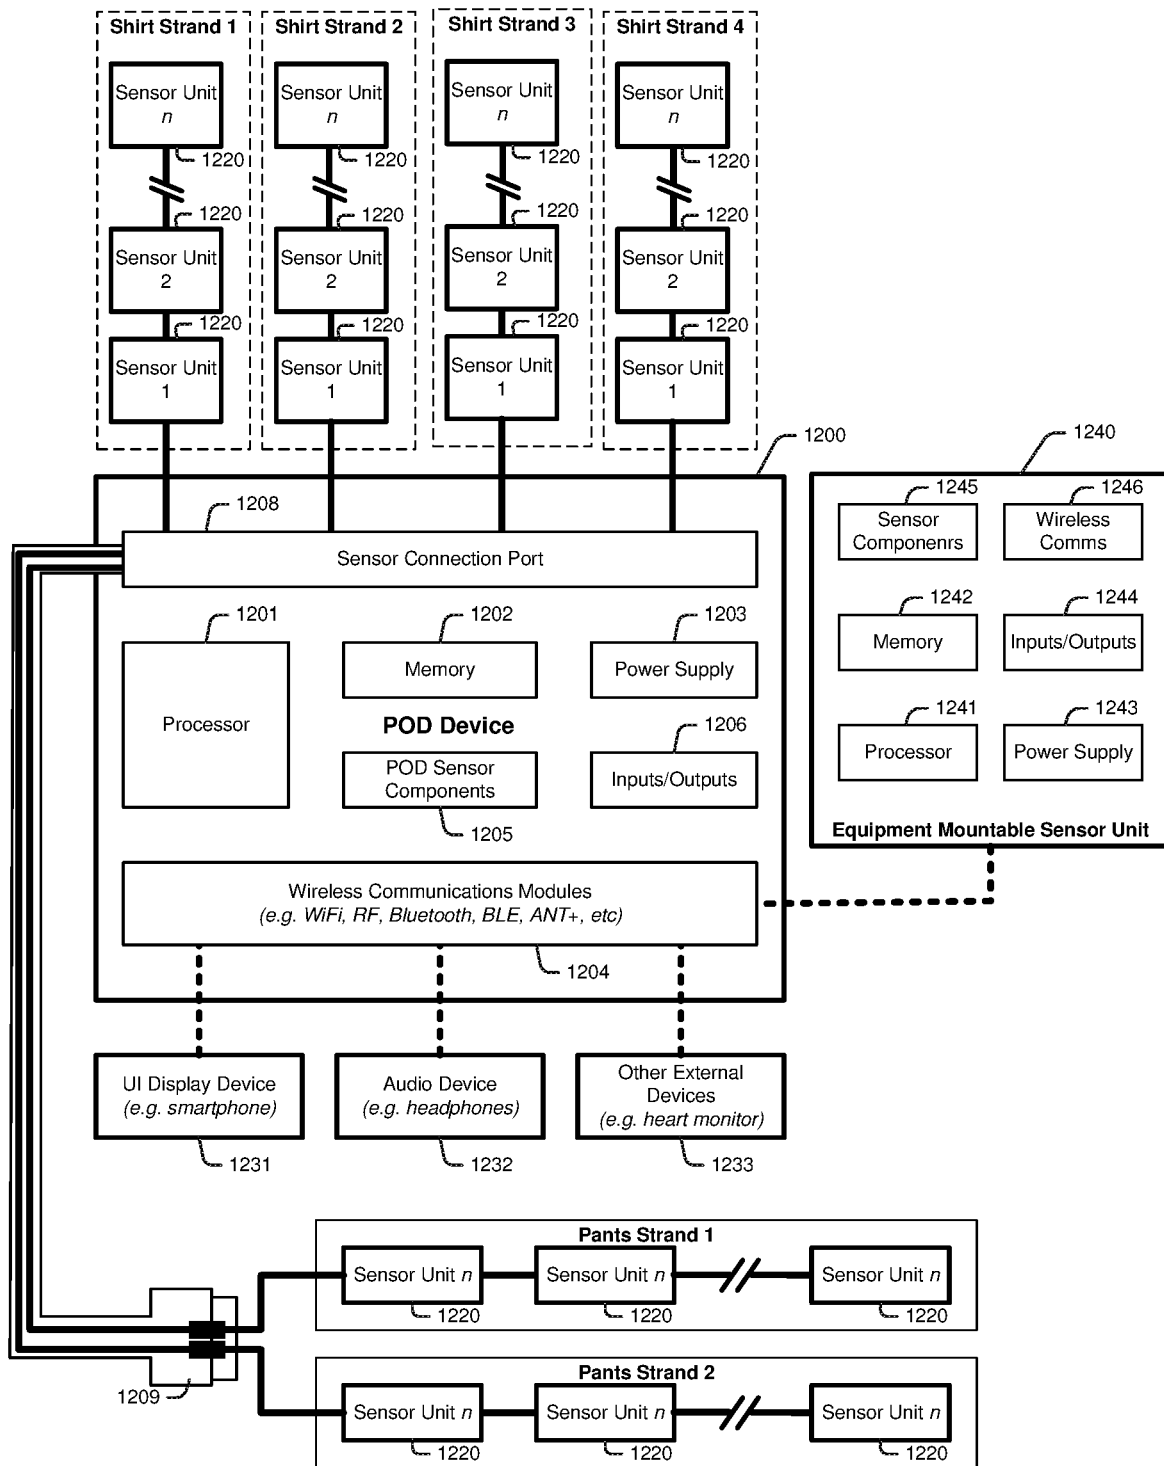 Shirt Strand 1
Shirt Strand 2
Shirt Strand 3
Shirt Strand 4
Sensor Unit
n
Sensor Unit
n
Sensor Unit
n
Sensor Unit
n
1220
1220
1220
1220
1220
1220
1220
1220
Sensor Unit
2
Sensor Unit
2
Sensor Unit
2
Sensor Unit
2
1220
1220
1220
1220
Sensor Unit
1
Sensor Unit
1
Sensor Unit
1
Sensor Unit
1
1200
1240
1208
Sensor Connection Port
1201
1202
1203
Processor
Memory
Power Supply
POD Device
1206
POD Sensor
Components
Inputs/Outputs
1205
Wireless Communications Modules
(e.g. WiFi, RF, Bluetooth, BLE, ANT+, etc)
1204
1245
1246
Sensor
Componenrs
Wireless
Comms
1242
1244
Memory
Inputs/Outputs
1241
1243
Processor
Power Supply
Equipment Mountable Sensor Unit
UI Display Device
(e.g. smartphone)
Audio Device
(e.g. headphones)
Other External
Devices
(e.g. heart monitor)
1231
1232
1233
Pants Strand 1
Sensor Unit n
Sensor Unit n
Sensor Unit n
1220
1220
1220
Pants Strand 2
1209
Sensor Unit n
Sensor Unit n
Sensor Unit n
1220
1220
1220